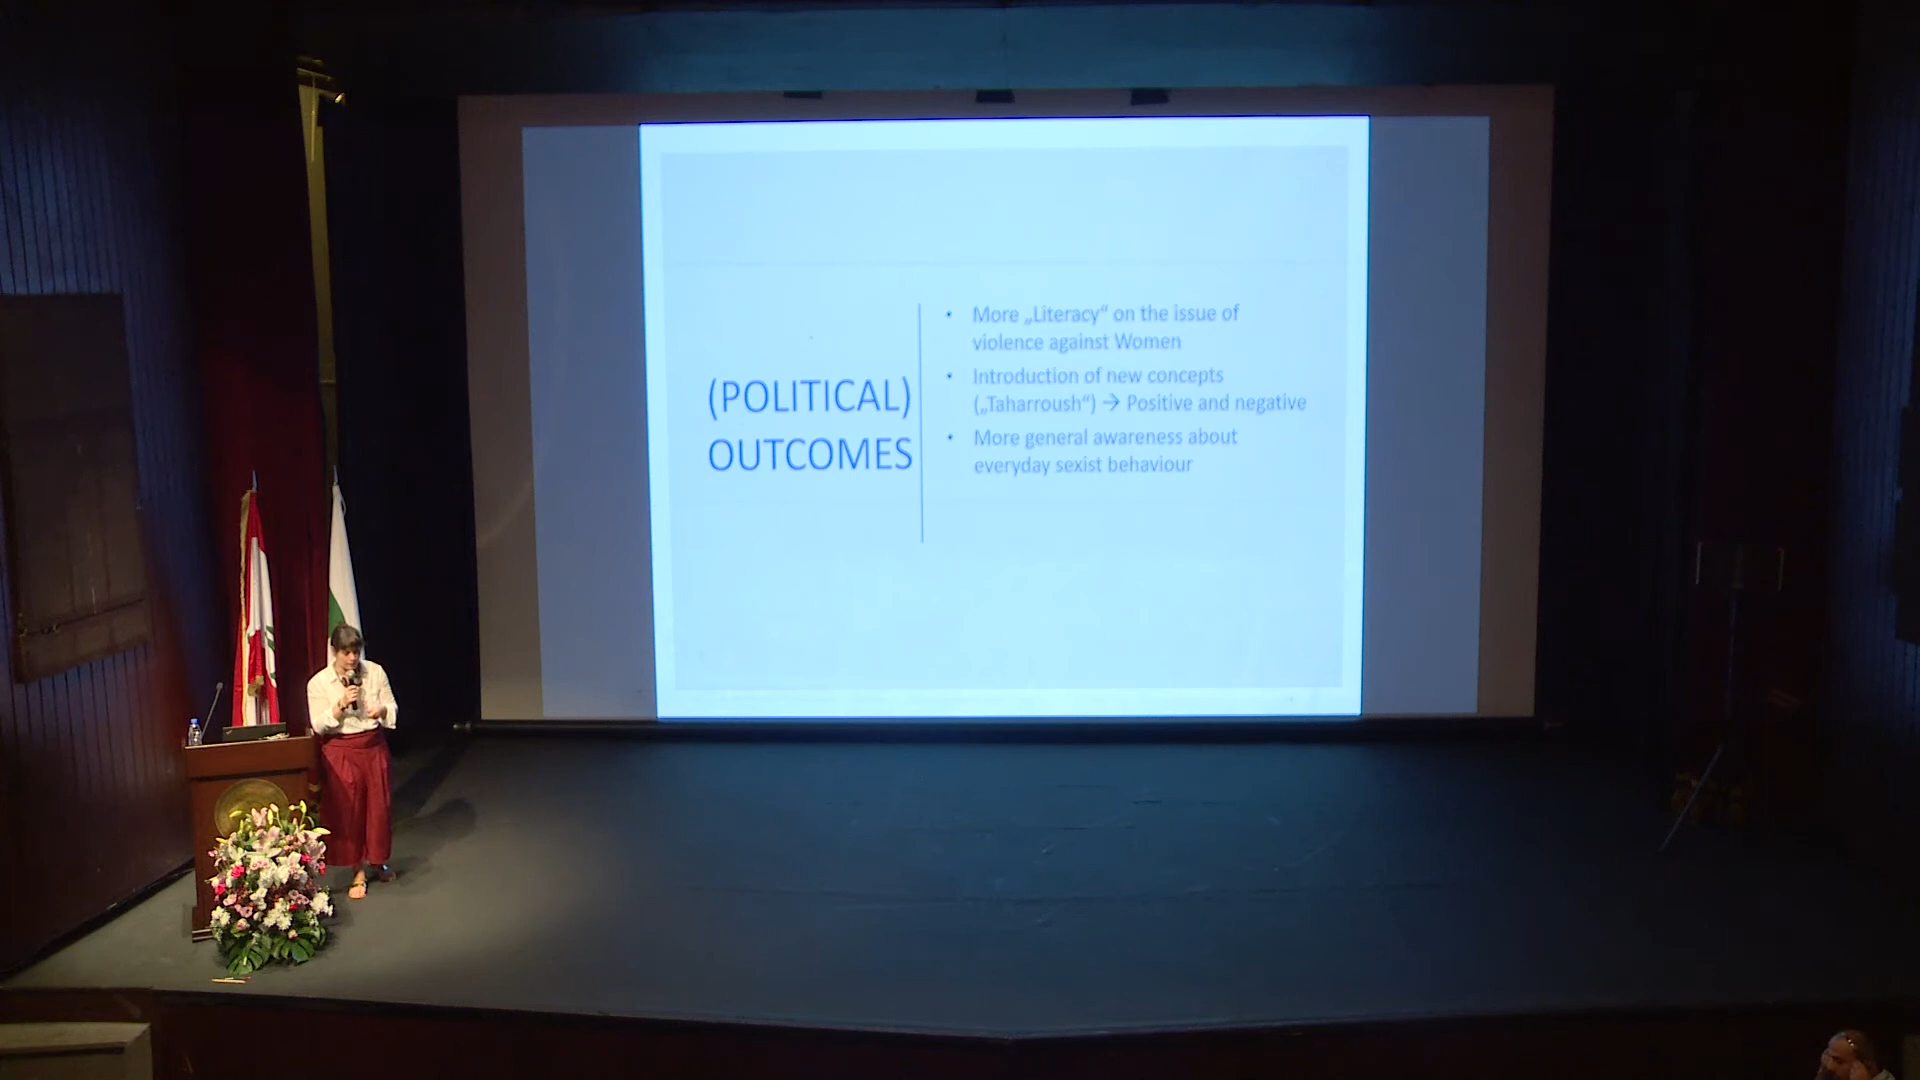 (POLITICAL)
OUTCOMES
• More „Literacy“ on the issue of
violence against Women
• Introduction of new concepts
(„Taharroush“) → Positive and negative
• More general awareness about
everyday sexist behaviour